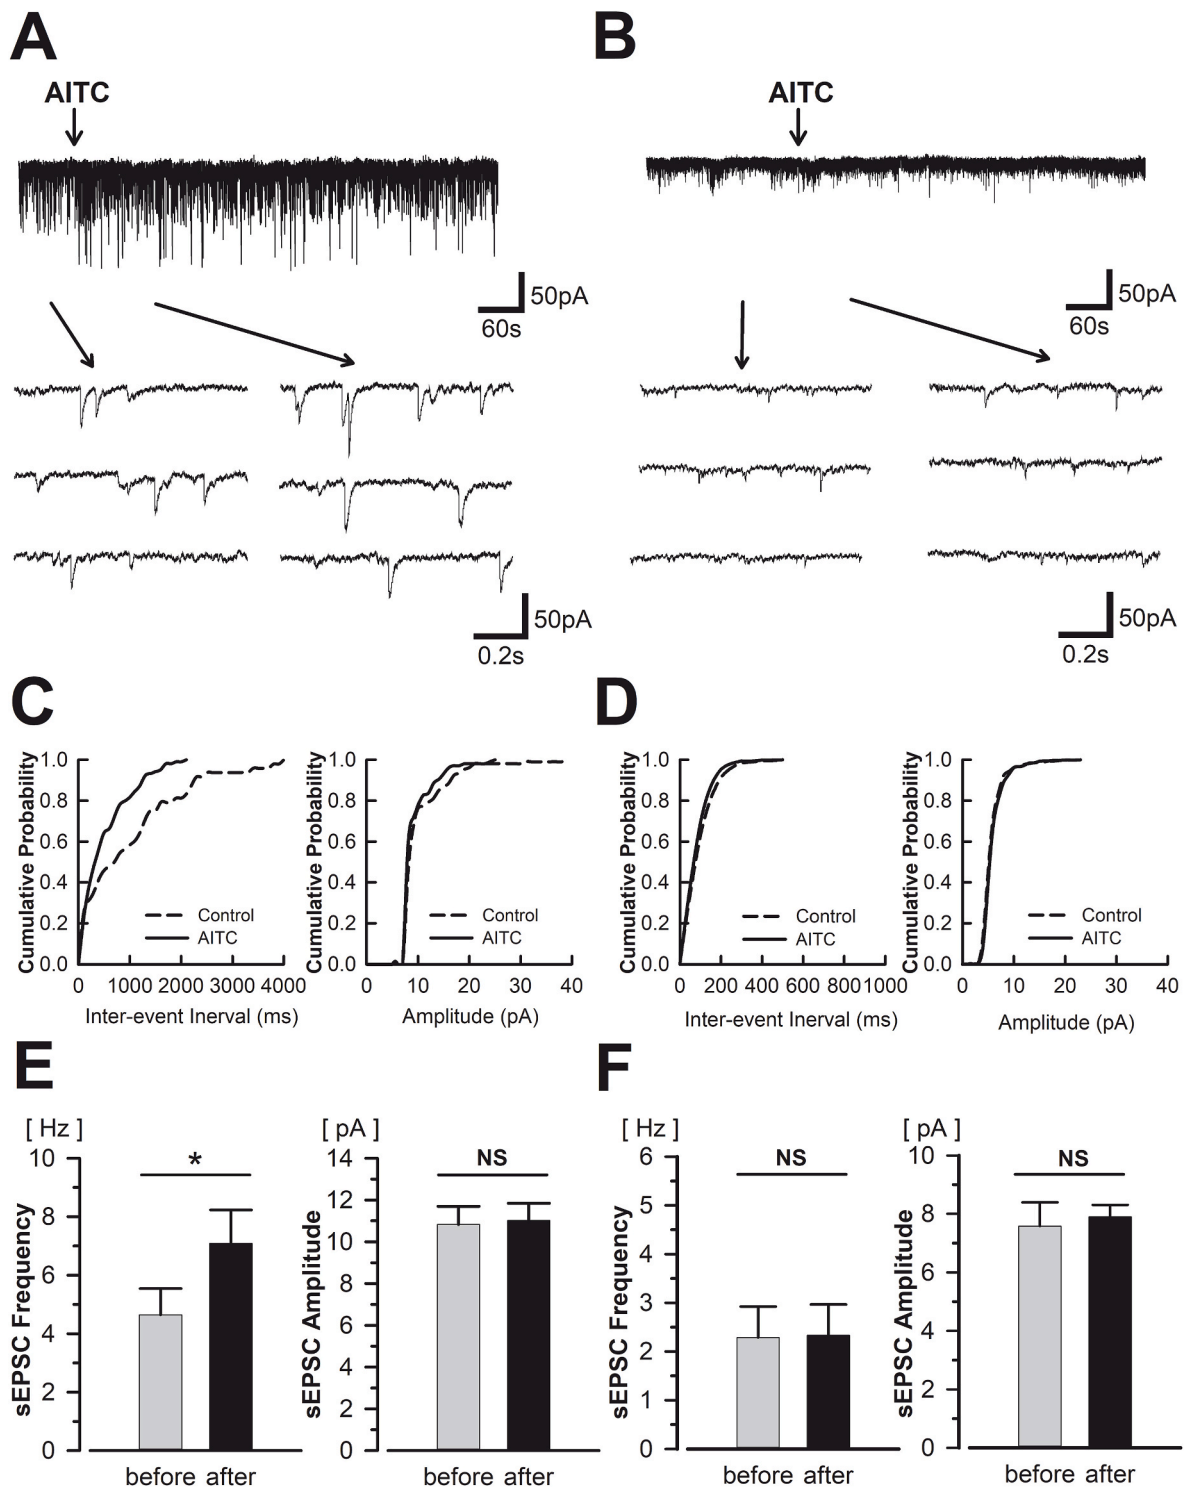 A
B
AITC
AITC
50pA
60s
50pA
60s
50pA
0.2s
50pA
0.2s
C
D
Cumulative Probability
1.0
0.8
0.6
0.4
0.2
0.0
Control
AITC
0 1000 2000 3000 4000
Inter-event Inerval (ms)
Cumulative Probability
1.0
0.8
0.6
0.4
0.2
0.0
Control
AITC
0 10 20 30 40
Amplitude (pA)
Cumulative Probability
1.0
0.8
0.6
0.4
0.2
0.0
Control
AITC
0 200 400 600 800 1000
Inter-event Inerval (ms)
Cumulative Probability
1.0
0.8
0.6
0.4
0.2
0.0
Control
AITC
0 10 20 30 40
Amplitude (pA)
E
F
[ Hz ]
sEPSC Frequency
10
8
6
4
2
0
*
before after
[ pA ]
sEPSC Amplitude
14
12
10
8
6
4
2
0
NS
before after
[ Hz ]
sEPSC Frequency
6
5
4
3
2
1
0
NS
before after
[ pA ]
sEPSC Amplitude
10
8
6
4
2
0
NS
before after